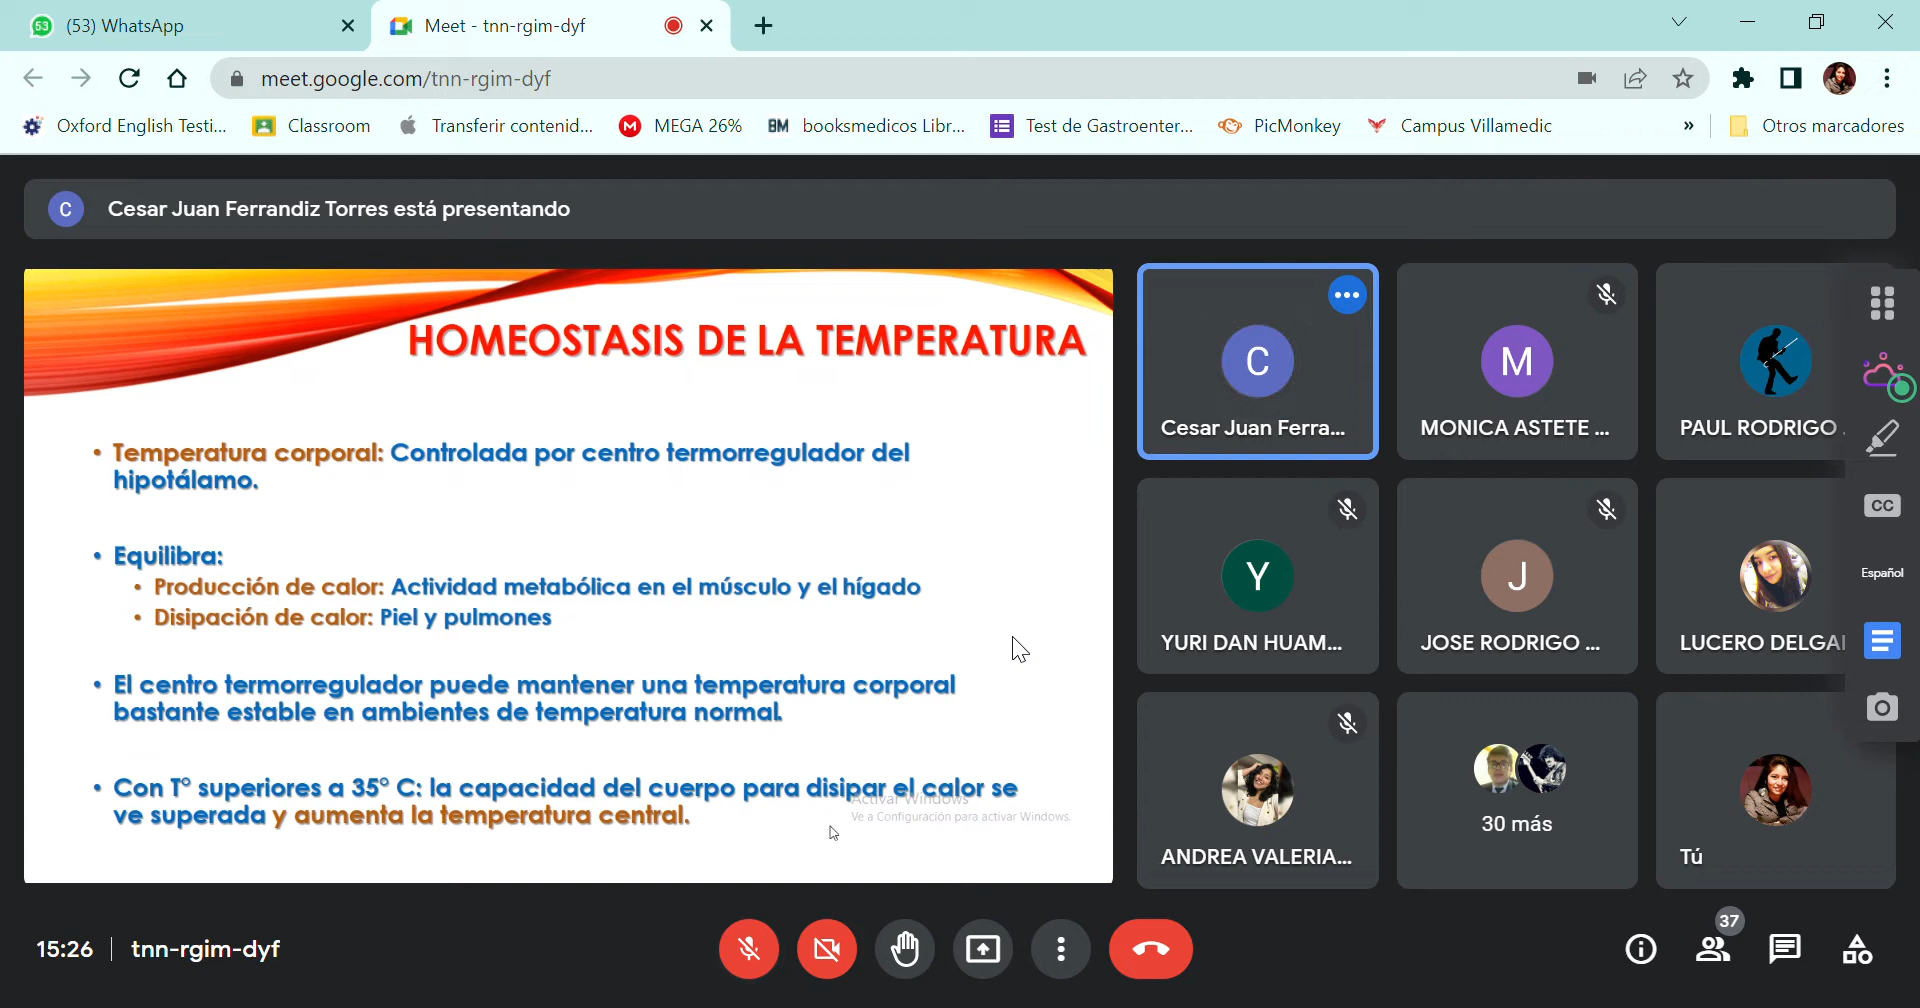 53
(53) WhatsApp
Meet - tnn-rgim-dyf
meet.google.com/tnn-rgim-dyf
Oxford English Testi...
Classroom
Transferir contenid...
MEGA 26%
BM booksmedicos Libr...
Test de Gastroenter...
PicMonkey
Campus Villamedic
»
Otros marcadores
C
Cesar Juan Ferrandiz Torres está presentando
HOMEOSTASIS DE LA TEMPERATURA
• Temperatura corporal: Controlada por centro termorregulador del
hipotálamo.
• Equilibra:
• Producción de calor: Actividad metabólica en el músculo y el hígado
• Disipación de calor: Piel y pulmones
• El centro termorregulador puede mantener una temperatura corporal
bastante estable en ambientes de temperatura normal.
• Con T° superiores a 35° C: la capacidad del cuerpo para disipar el calor se
ve superada y aumenta la temperatura central.
Activar Windows
Ve a Configuración para activar Windows.
C
Cesar Juan Ferra...
M
MONICA ASTETE ...
PAUL RODRIGO .
Y
YURI DAN HUAM...
J
JOSE RODRIGO ...
LUCERO DELGA
ANDREA VALERIA...
30 más
Tú
CC
Español
15:26
tnn-rgim-dyf
37